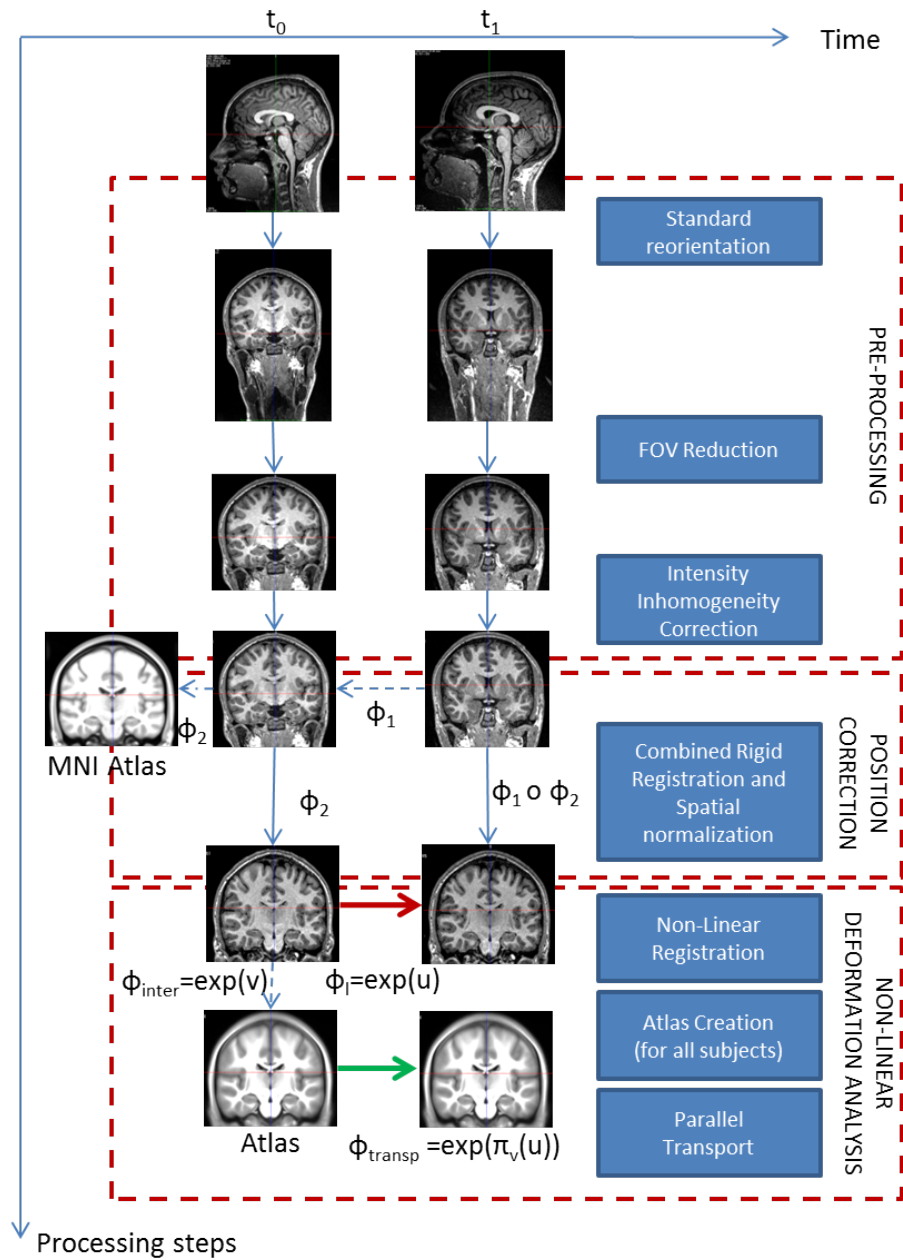 t0
t1
Time
Standard
reorientation
FOV Reduction
PRE-PROCESSING
Intensity
Inhomogeneity
Correction
ϕ2
ϕ1
MNI Atlas
ϕ2
ϕ1 o ϕ2
Combined Rigid
Registration and
Spatial
normalization
POSITION
CORRECTION
Non-Linear
Registration
ϕinter=exp(v)
ϕl=exp(u)
Atlas Creation
(for all subjects)
NON-LINEAR
DEFORMATION ANALYSIS
Parallel
Transport
Atlas
ϕtransp =exp(πv(u))
Processing steps